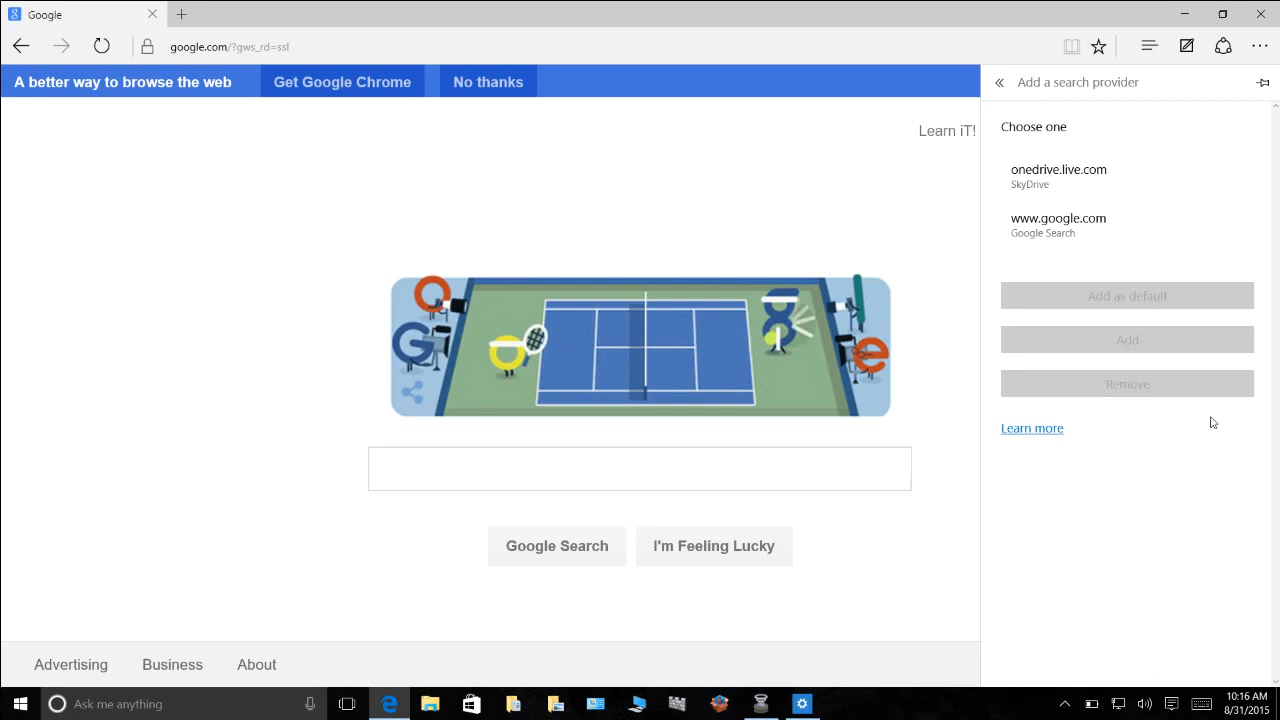 Google
google.com/?gws_rd=ssl
A better way to browse the web
Get Google Chrome
No thanks
Learn iT!
Google Search
I'm Feeling Lucky
Advertising
Business
About
Add a search provider
Choose one
onedrive.live.com
SkyDrive
www.google.com
Google Search
Add as default
Add
Remove
Learn more
Ask me anything
10:16 AM
8/31/2015